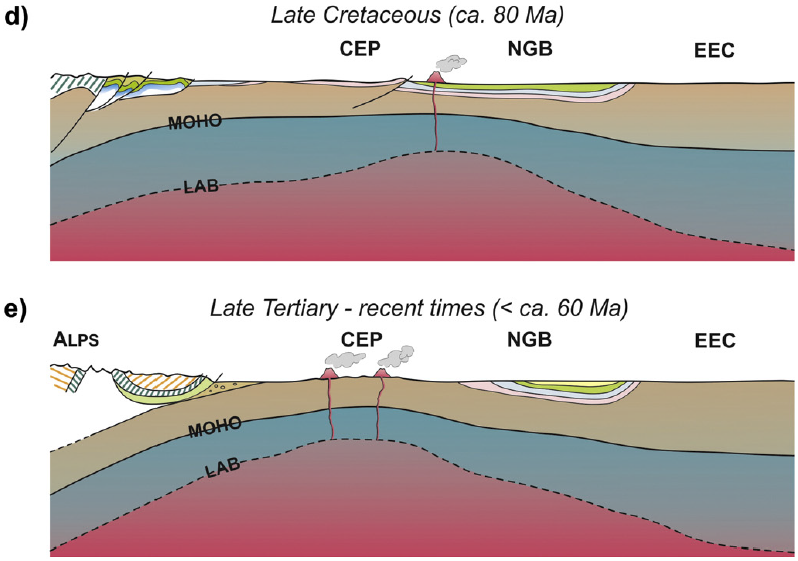 d)
Late Cretaceous (ca. 80 Ma)
CEP NGB EEC
MOHO
LAB
e)
Late Tertiary - recent times (< ca. 60 Ma)
ALPS CEP NGB EEC
MOHO
LAB